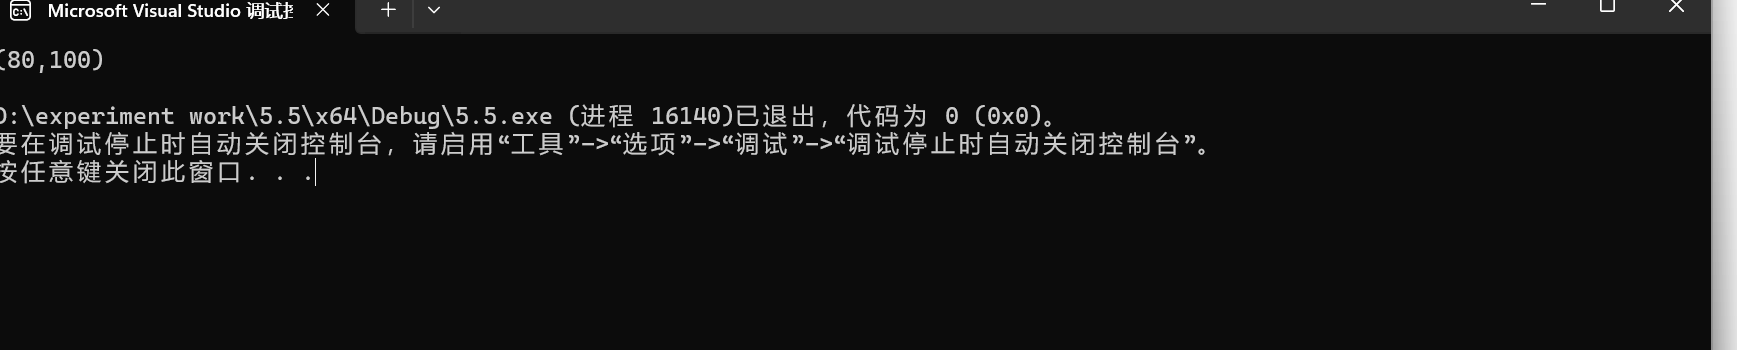 Microsoft Visual Studio 调试
(80,100)
D:\experiment work\5.5\x64\Debug\5.5.exe (进程 16140)已退出，代码为 0 (0x0)。
要在调试停止时自动关闭控制台，请启用“工具”->“选项”->“调试”->“调试停止时自动关闭控制台”。
按任意键关闭此窗口. . .